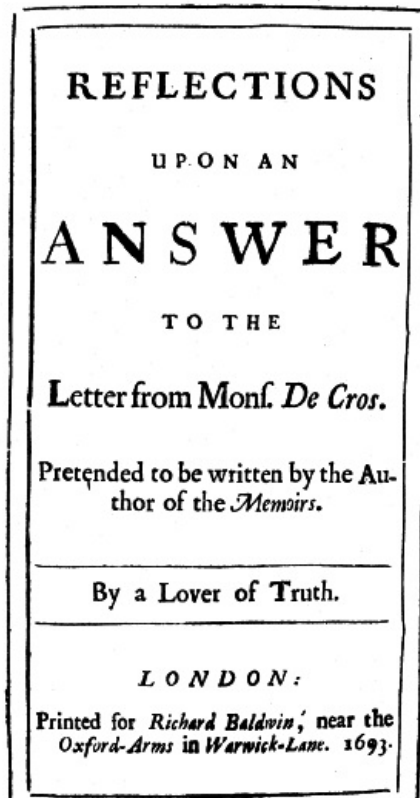 REFLECTIONS
UPON AN
ANSWER
TO THE
Letter from Monſ. De Cros.
Pretended to be written by the Au-
thor of the Memoirs.
By a Lover of Truth.
LONDON:
Printed for Richard Baldwin, near the
Oxford-Arms in Warwick-Lane. 1693.